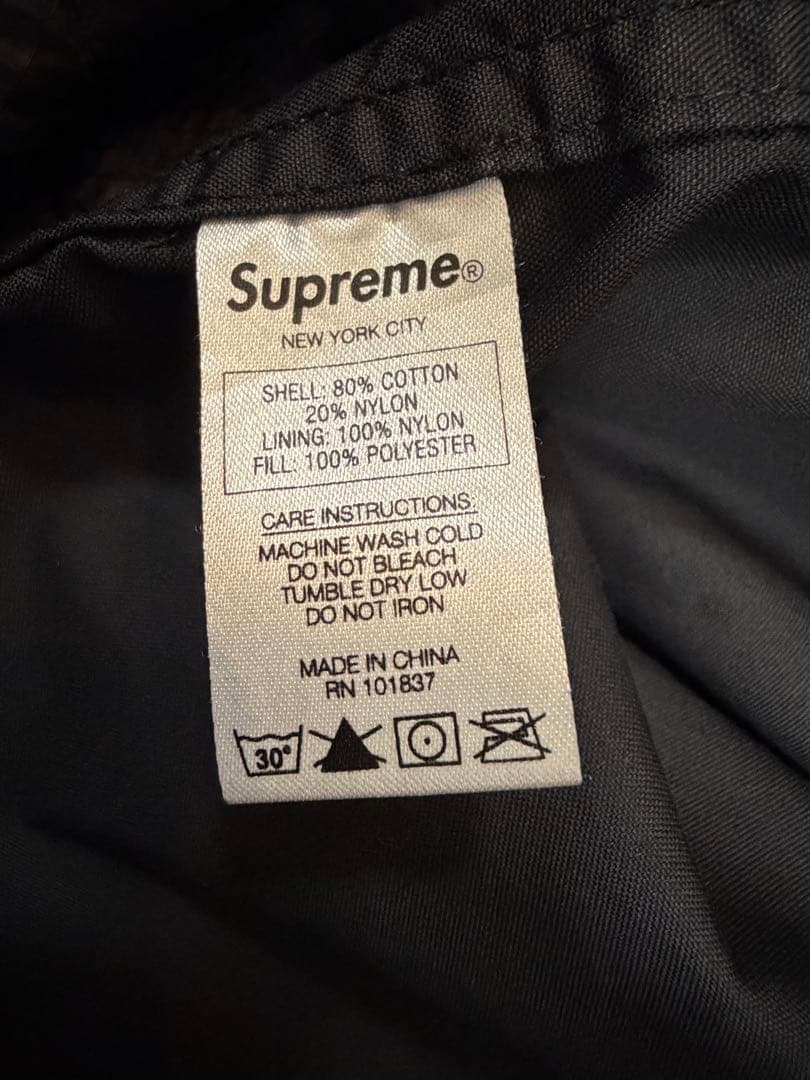 Supreme®
NEW YORK CITY
SHELL: 80% COTTON
20% NYLON
LINING: 100% NYLON
FILL: 100% POLYESTER
CARE INSTRUCTIONS:
MACHINE WASH COLD
DO NOT BLEACH
TUMBLE DRY LOW
DO NOT IRON
MADE IN CHINA
RN 101837
30°